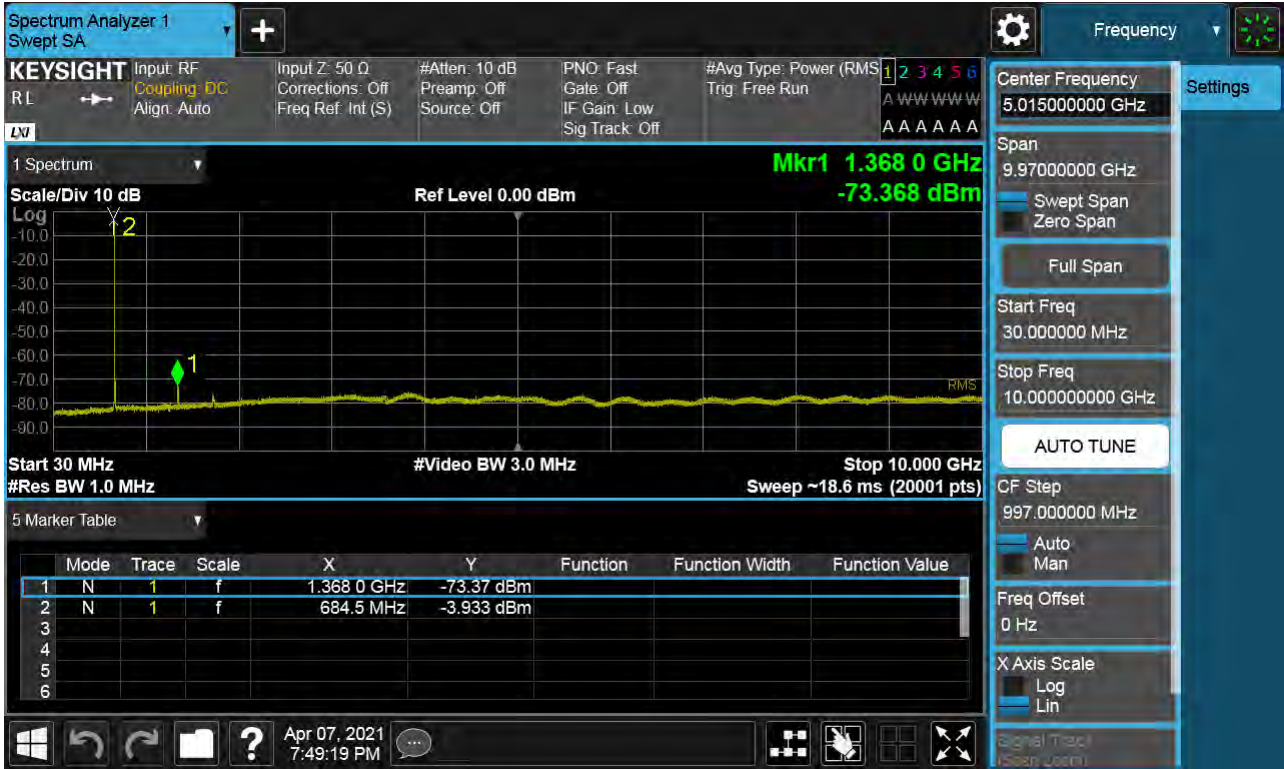 Spectrum Analyzer 1
Swept SA
+
Frequency
KEYSIGHT
R L
LXI
Input: RF
Coupling: DC
Align: Auto
Input Z: 50 Ω
Corrections: Off
Freq Ref: Int (S)
#Atten: 10 dB
Preamp: Off
Source: Off
PNO: Fast
Gate: Off
IF Gain: Low
Sig Track: Off
#Avg Type: Power (RMS
Trig: Free Run
1 2 3 4 5 6
A W W W W W
A A A A A A
1 Spectrum
Mkr1 1.368 0 GHz
-73.368 dBm
Scale/Div 10 dB
Ref Level 0.00 dBm
Log
-10.0
-20.0
-30.0
-40.0
-50.0
-60.0
-70.0
-80.0
-90.0
2
1
RMS
Start 30 MHz
#Video BW 3.0 MHz
Stop 10.000 GHz
#Res BW 1.0 MHz
Sweep ~18.6 ms (20001 pts)
5 Marker Table
Mode Trace Scale X Y Function Function Width Function Value
1 N 1 f 1.368 0 GHz -73.37 dBm
2 N 1 f 684.5 MHz -3.933 dBm
3
4
5
6
?
Apr 07, 2021
7:49:19 PM
Center Frequency
5.015000000 GHz
Settings
Span
9.97000000 GHz
Swept Span
Zero Span
Full Span
Start Freq
30.000000 MHz
Stop Freq
10.000000000 GHz
AUTO TUNE
CF Step
997.000000 MHz
Auto
Man
Freq Offset
0 Hz
X Axis Scale
Log
Lin
Signal Track
(Span Zoom)